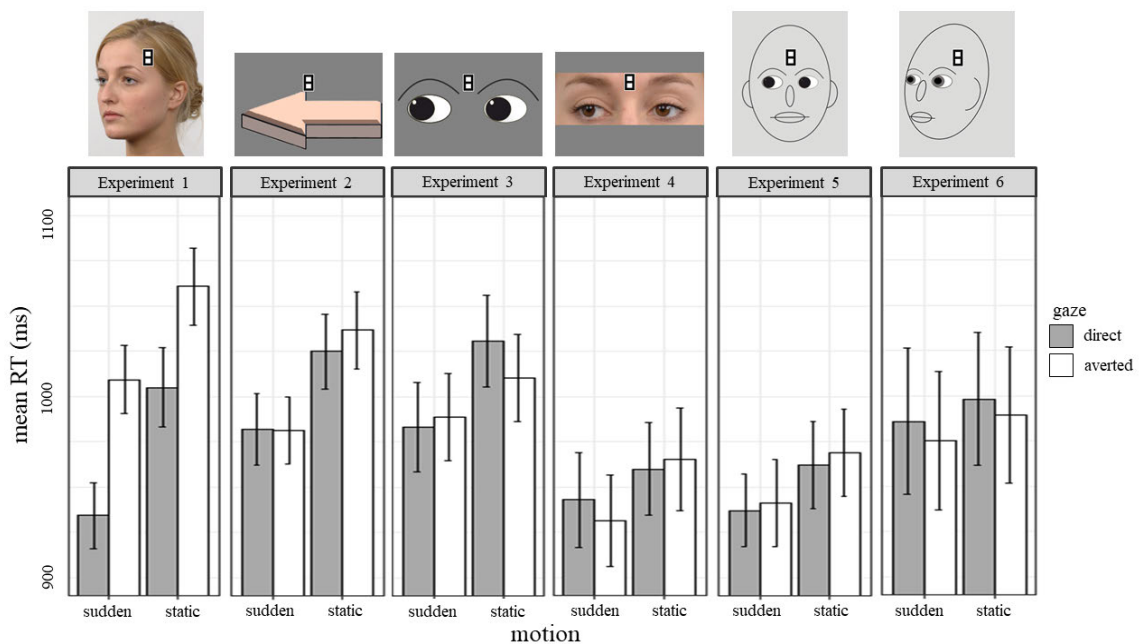 Experiment 1
Experiment 2
Experiment 3
Experiment 4
Experiment 5
Experiment 6
1100
1000
900
mean RT (ms)
gaze
direct
averted
sudden static
sudden static
sudden static
sudden static
sudden static
sudden static
motion